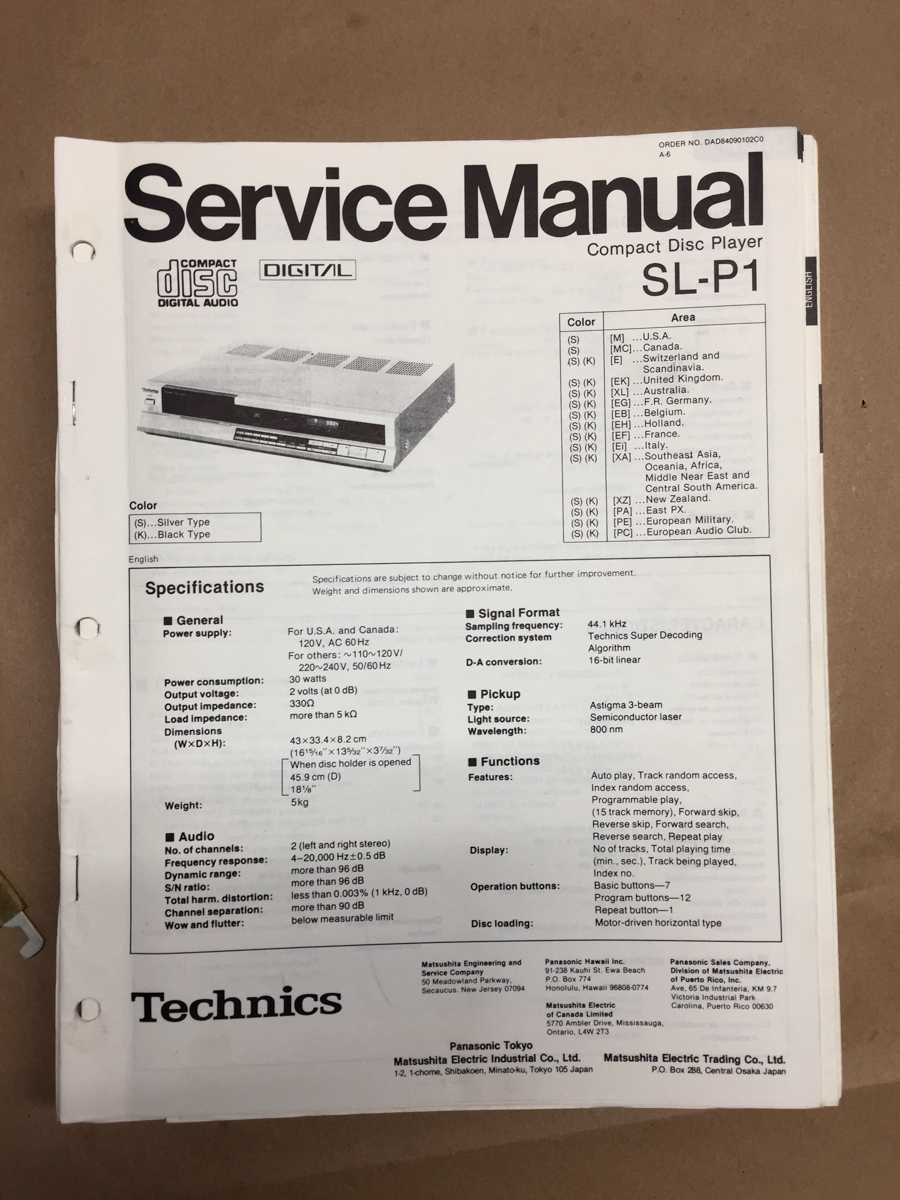 ORDER NO. DAD84090102C0
A-6
Service Manual
Compact Disc Player
SL-P1
COMPACT
disc
DIGITAL AUDIO
DIGITAL
ENGLISH
Color Area
(S) [M] ...U.S.A.
(S) [MC]...Canada.
(S) (K) [E] ...Switzerland and
Scandinavia.
(S) (K) [EK]...United Kingdom.
(S) (K) [XL]...Australia.
(S) (K) [EG]...F.R. Germany.
(S) (K) [EB]...Belgium.
(S) (K) [EH]...Holland.
(S) (K) [EF]...France.
(S) (K) [Ei] ...Italy.
(S) (K) [XA]...Southeast Asia,
Oceania, Africa,
Middle Near East and
Central South America.
(S) (K) [XZ]...New Zealand.
(S) (K) [PA]...East PX.
(S) (K) [PE]...European Military.
(S) (K) [PC]...European Audio Club.
Color
(S)...Silver Type
(K)...Black Type
English
Specifications
Specifications are subject to change without notice for further improvement.
Weight and dimensions shown are approximate.
■ General
Power supply: For U.S.A. and Canada:
120V, AC 60Hz
For others: ~110~120V/
220~240V, 50/60Hz
Power consumption: 30 watts
Output voltage: 2 volts (at 0 dB)
Output impedance: 330Ω
Load impedance: more than 5 kΩ
Dimensions
(W×D×H): 43×33.4×8.2cm
(16 15/16"×13 5/32"×3 7/32")
When disc holder is opened
45.9cm (D)
18 1/8"
Weight: 5kg
■ Audio
No. of channels: 2 (left and right stereo)
Frequency response: 4–20,000 Hz±0.5 dB
Dynamic range: more than 96 dB
S/N ratio: more than 96 dB
Total harm. distortion: less than 0.003% (1 kHz, 0 dB)
Channel separation: more than 90 dB
Wow and flutter: below measurable limit
■ Signal Format
Sampling frequency: 44.1 kHz
Correction system Technics Super Decoding
Algorithm
D-A conversion: 16-bit linear
■ Pickup
Type: Astigma 3-beam
Light source: Semiconductor laser
Wavelength: 800 nm
■ Functions
Features: Auto play, Track random access,
Index random access,
Programmable play,
(15 track memory), Forward skip,
Reverse skip, Forward search,
Reverse search, Repeat play
Display: No of tracks, Total playing time
(min., sec.), Track being played,
Index no.
Operation buttons: Basic buttons—7
Program buttons—12
Repeat button—1
Disc loading: Motor-driven horizontal type
Technics
Matsushita Engineering and
Service Company
50 Meadowland Parkway,
Secaucus. New Jersey 07094
Panasonic Hawaii Inc.
91-238 Kauhi St. Ewa Beach
P.O. Box 774
Honolulu, Hawaii 96808-0774
Matsushita Electric
of Canada Limited
5770 Ambler Drive, Mississauga,
Ontario, L4W 2T3
Panasonic Sales Company,
Division of Matsushita Electric
of Puerto Rico, Inc.
Ave, 65 De Infanteria, KM 9.7
Victoria Industrial Park
Carolina, Puerto Rico 00630
Panasonic Tokyo
Matsushita Electric Industrial Co., Ltd.
1-2, 1-chome, Shibakoen, Minato-ku, Tokyo 105 Japan
Matsushita Electric Trading Co., Ltd.
P.O. Box 288, Central Osaka Japan